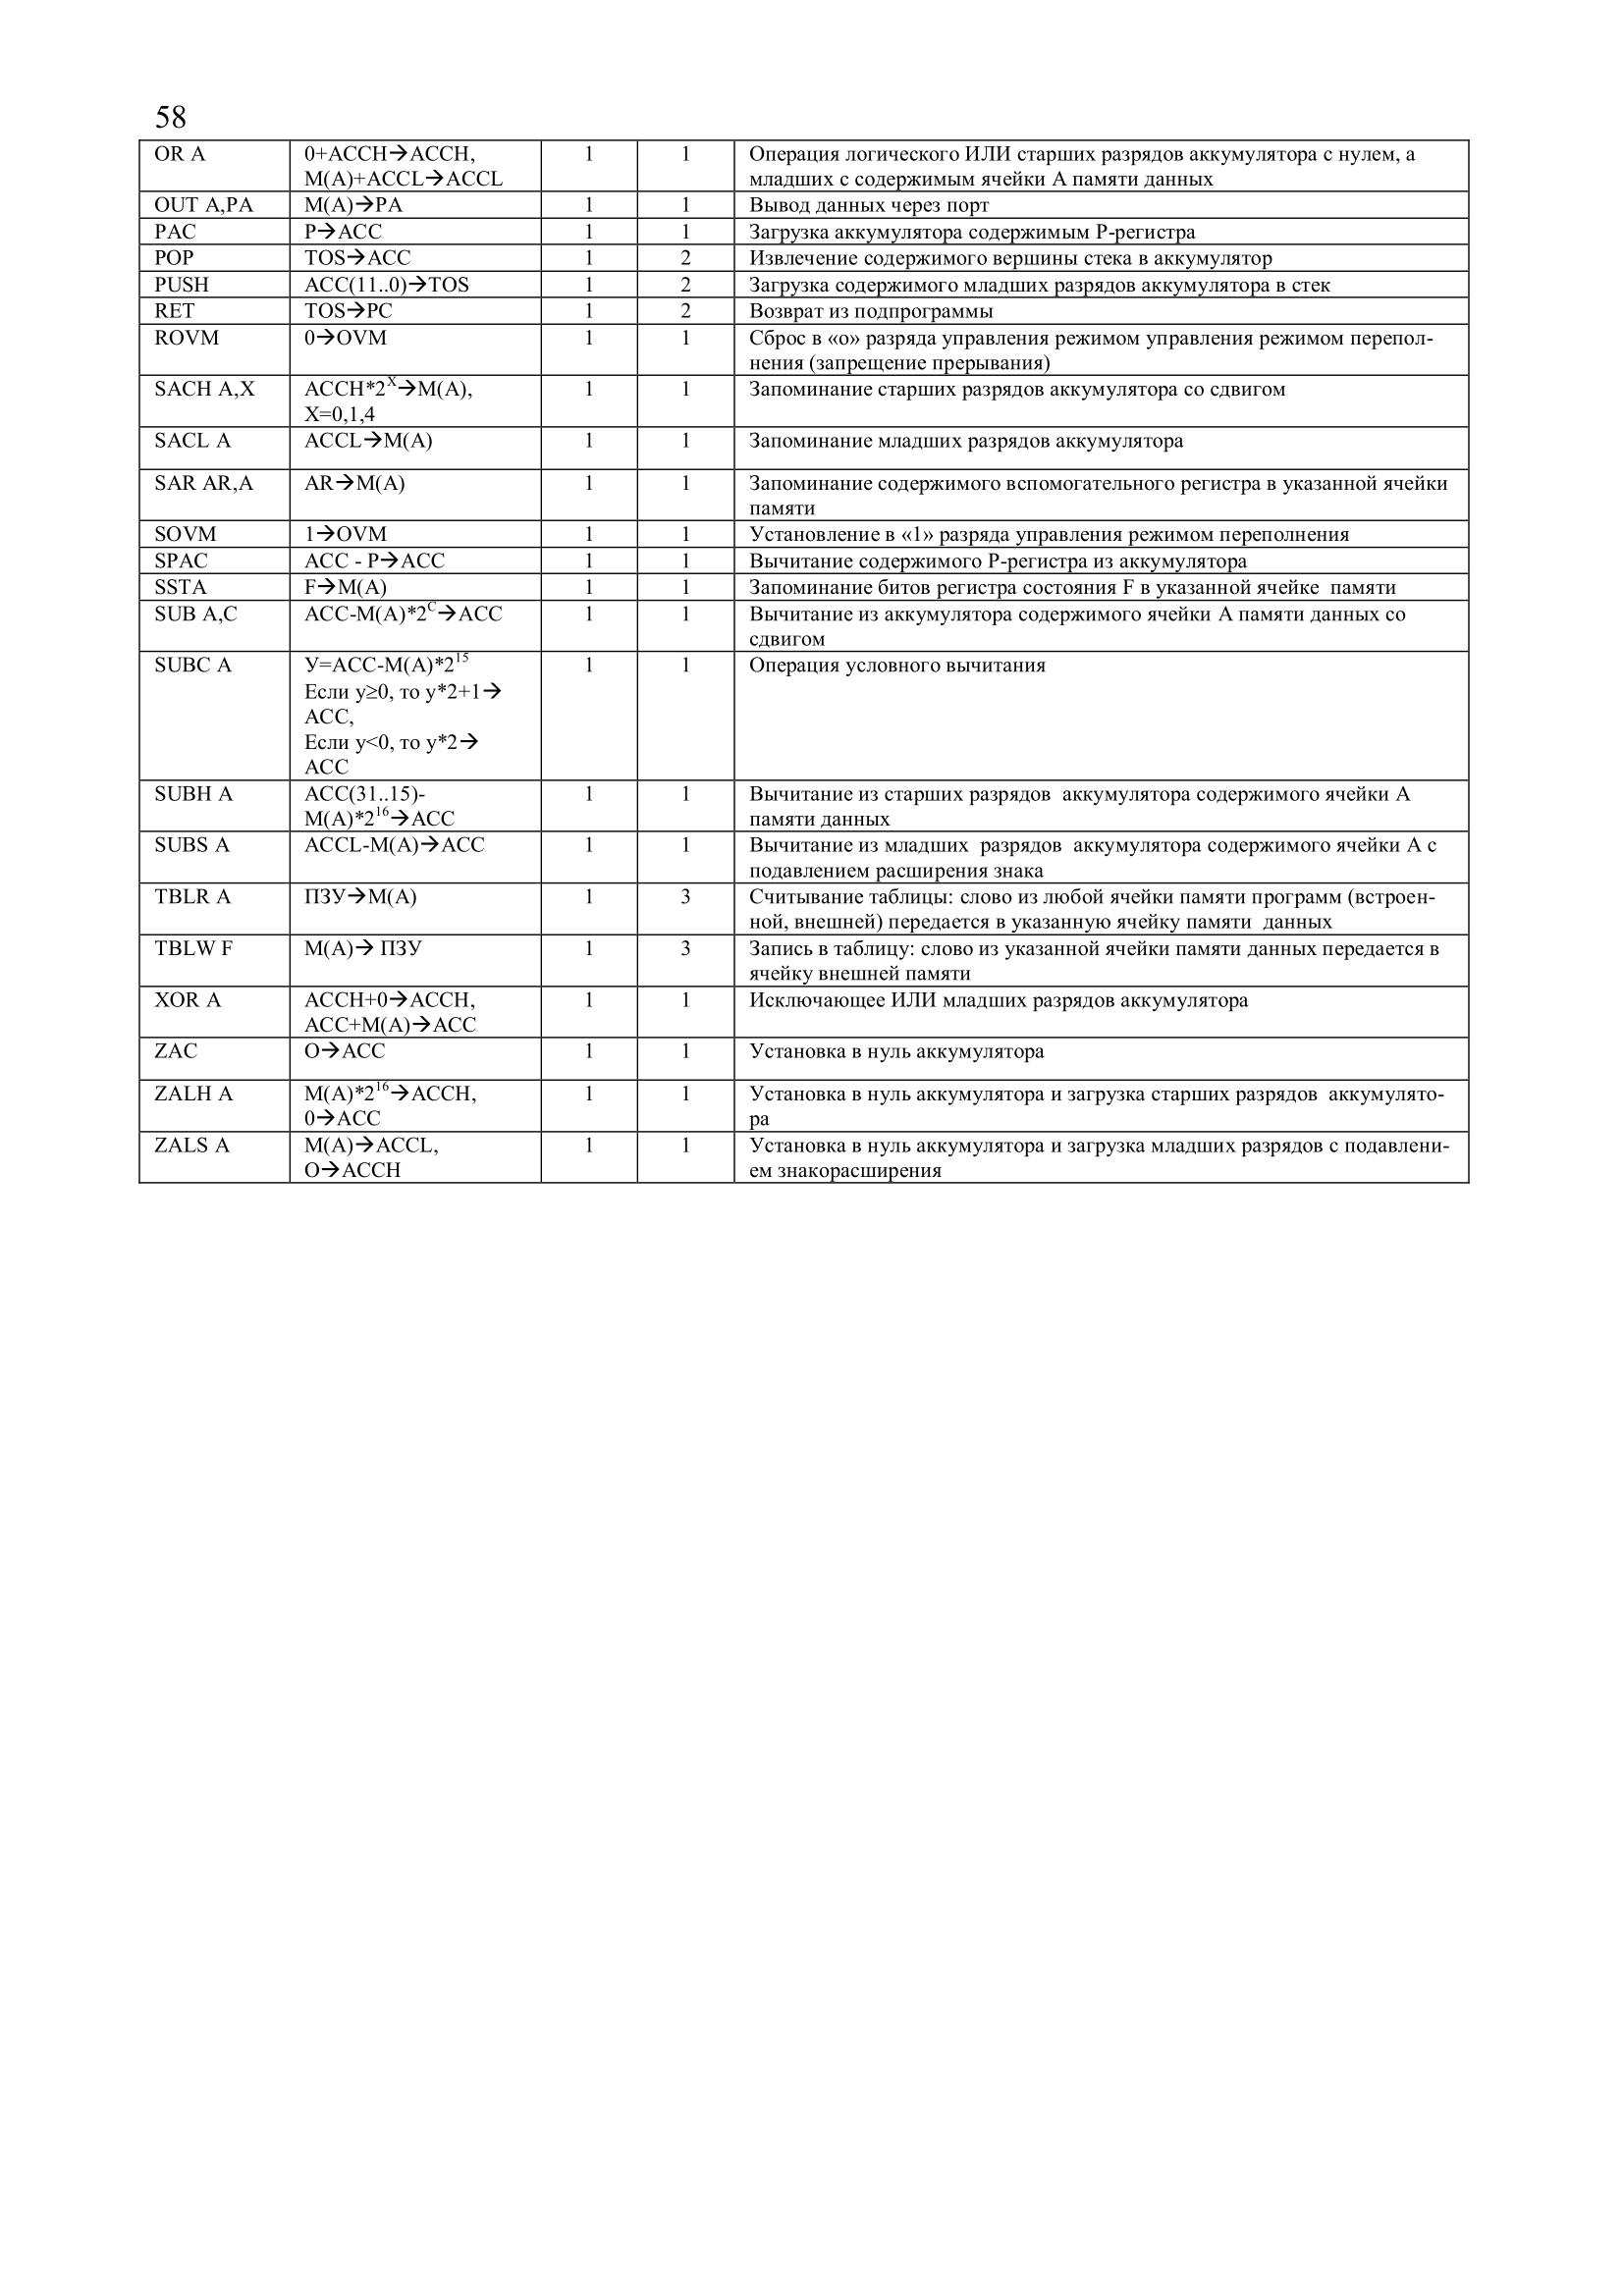 58
OR A 0+ACCH→ACCH, 1 1 Операция логического ИЛИ старших разрядов аккумулятора с нулем, а
M(A)+ACCL→ACCL младших с содержимым ячейки А памяти данных
OUT A,PA M(A)→PA 1 1 Вывод данных через порт
PAC P→ACC 1 1 Загрузка аккумулятора содержимым Р-регистра
POP TOS→ACC 1 2 Извлечение содержимого вершины стека в аккумулятор
PUSH ACC(11..0)→TOS 1 2 Загрузка содержимого младших разрядов аккумулятора в стек
RET TOS→PC 1 2 Возврат из подпрограммы
ROVM 0→OVM 1 1 Сброс в «о» разряда управления режимом управления режимом перепол-
нения (запрещение прерывания)
SACH A,X ACCH*2^X→M(A), 1 1 Запоминание старших разрядов аккумулятора со сдвигом
X=0,1,4
SACL A ACCL→M(A) 1 1 Запоминание младших разрядов аккумулятора
SAR AR,A AR→M(A) 1 1 Запоминание содержимого вспомогательного регистра в указанной ячейки
памяти
SOVM 1→OVM 1 1 Установление в «1» разряда управления режимом переполнения
SPAC ACC - P→ACC 1 1 Вычитание содержимого Р-регистра из аккумулятора
SSTA F→M(A) 1 1 Запоминание битов регистра состояния F в указанной ячейке памяти
SUB A,C ACC-M(A)*2^C→ACC 1 1 Вычитание из аккумулятора содержимого ячейки А памяти данных со
сдвигом
SUBC A У=ACC-M(A)*2^15 1 1 Операция условного вычитания
Если y≥0, то y*2+1→
ACC,
Если y<0, то y*2→
ACC
SUBH A ACC(31..15)- 1 1 Вычитание из старших разрядов аккумулятора содержимого ячейки А
M(A)*2^16→ACC памяти данных
SUBS A ACCL-M(A)→ACC 1 1 Вычитание из младших разрядов аккумулятора содержимого ячейки А с
подавлением расширения знака
TBLR A ПЗУ→M(A) 1 3 Считывание таблицы: слово из любой ячейки памяти программ (встроен-
ной, внешней) передается в указанную ячейку памяти данных
TBLW F M(A)→ ПЗУ 1 3 Запись в таблицу: слово из указанной ячейки памяти данных передается в
ячейку внешней памяти
XOR A ACCH+0→ACCH, 1 1 Исключающее ИЛИ младших разрядов аккумулятора
ACC+M(A)→ACC
ZAC O→ACC 1 1 Установка в нуль аккумулятора
ZALH A M(A)*2^16→ACCH, 1 1 Установка в нуль аккумулятора и загрузка старших разрядов аккумулято-
0→ACC ра
ZALS A M(A)→ACCL, 1 1 Установка в нуль аккумулятора и загрузка младших разрядов с подавлени-
O→ACCH ем знакорасширения